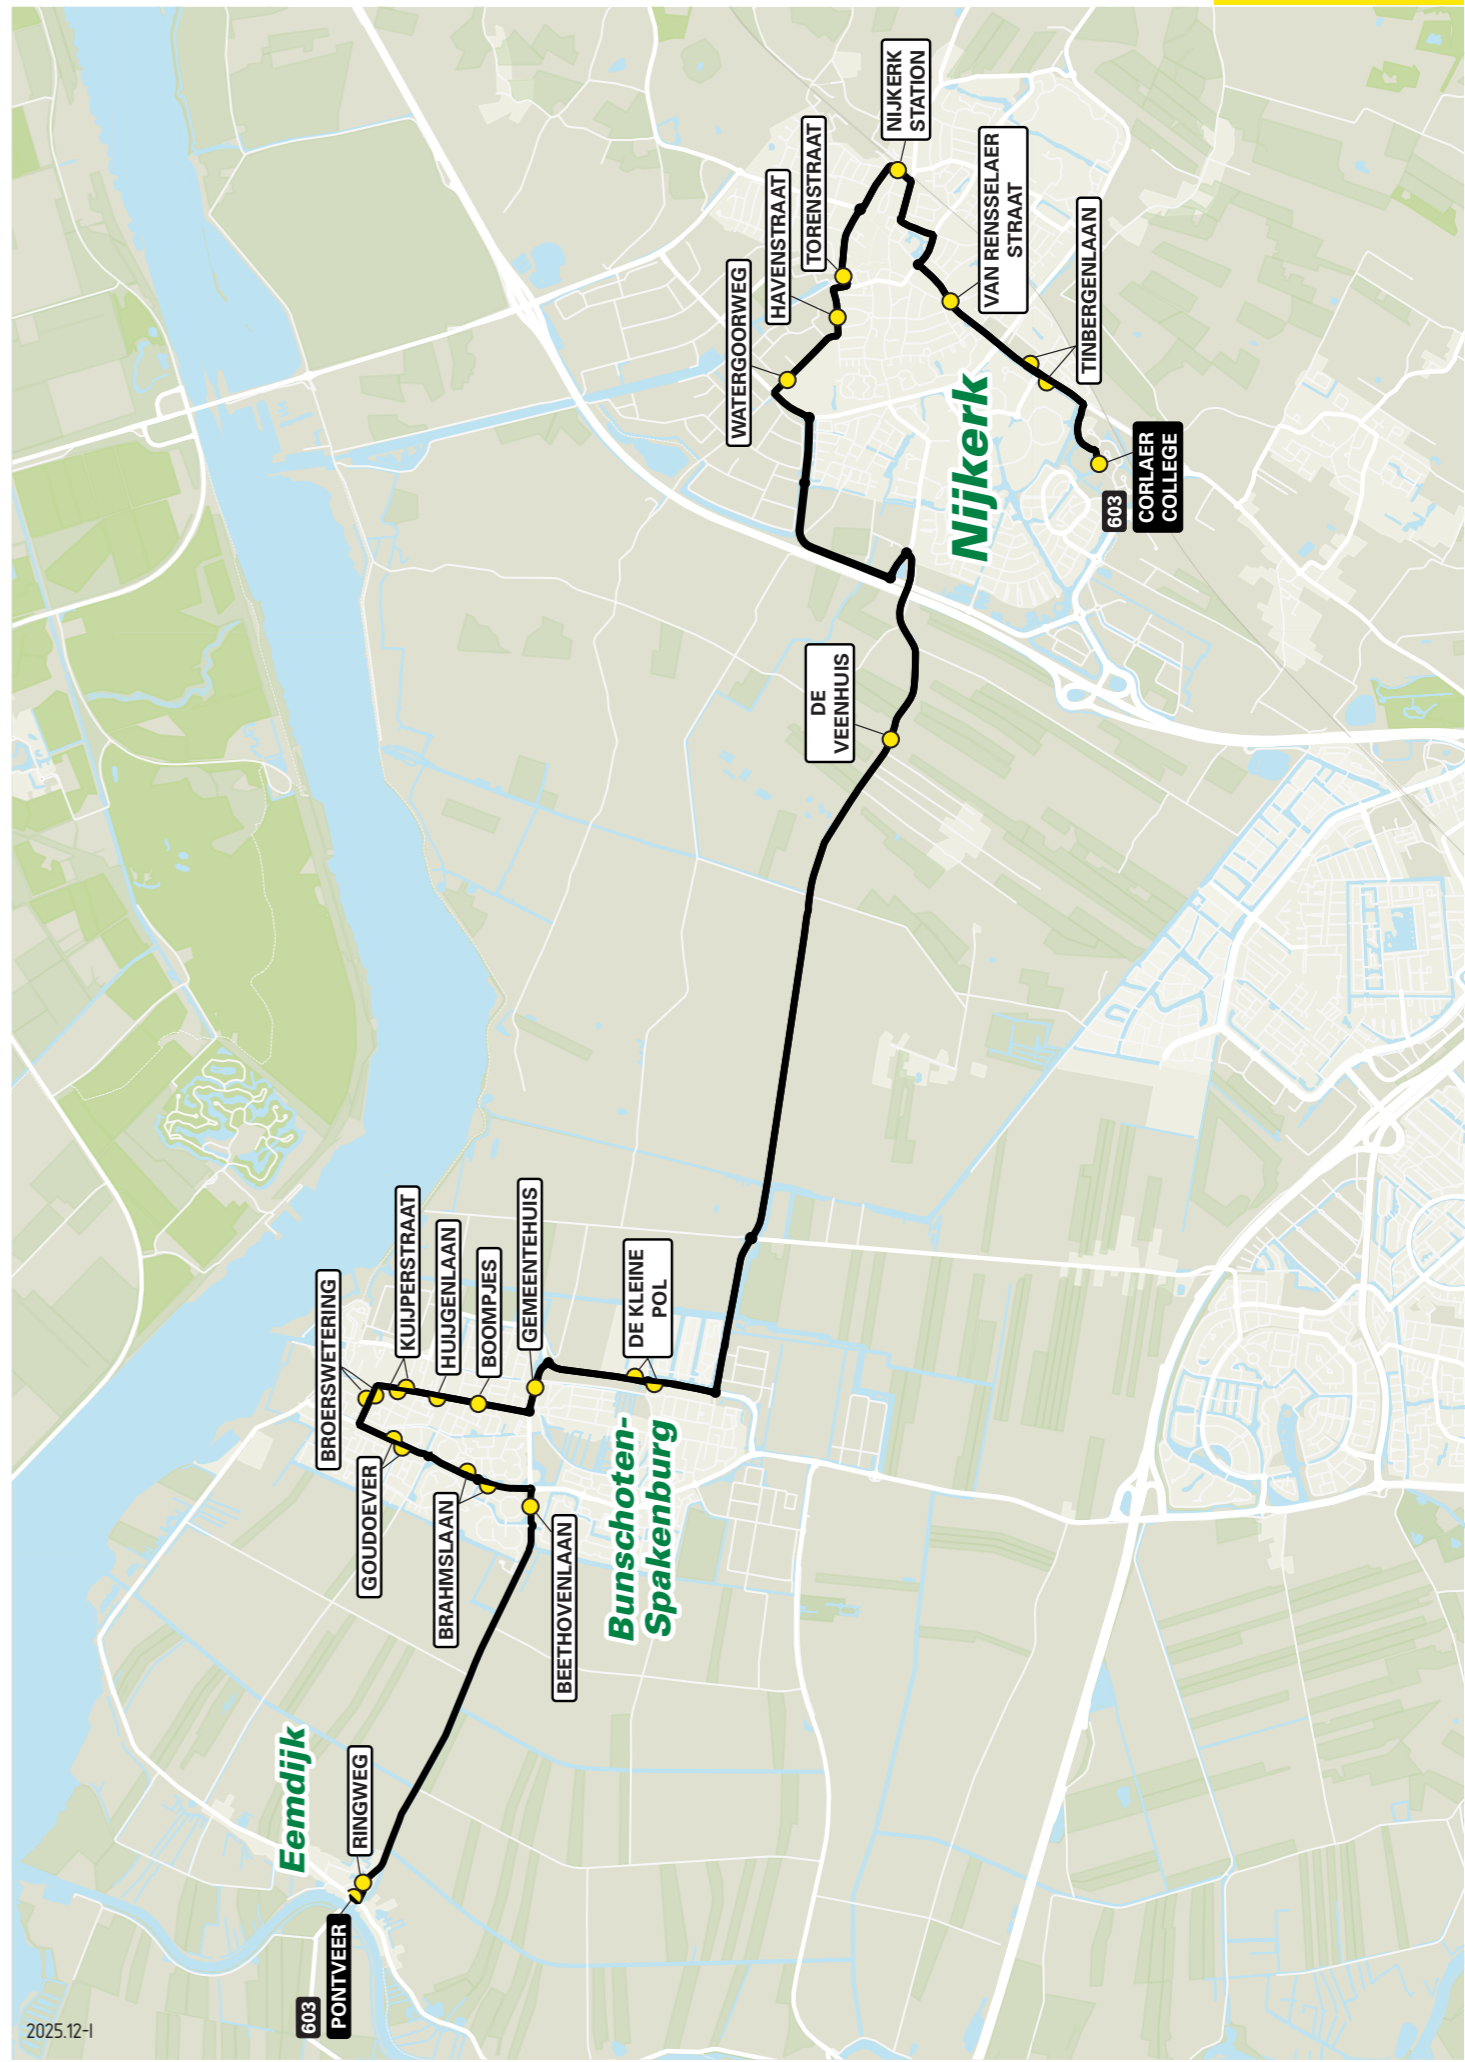 NIJKERK
STATION
TORENSTRAAT
HAVENSTRAAT
WATERGOORWEG
VAN RENSSELAER
STRAAT
TINBERGENLAAN
Nijkerk
603
CORLAER
COLLEGE
DE
VEENHUIS
DE KLEINE
POL
GEMEENTEHUIS
BOOMPJES
HUIJGENLAAN
KUIJPERSTRAAT
BROERSWETERING
GOUDOEVER
BRAHMSLAAN
BEETHOVENLAAN
Bunschoten-
Spakenburg
Eemdijk
RINGWEG
603
PONTVEER
2025.12-I